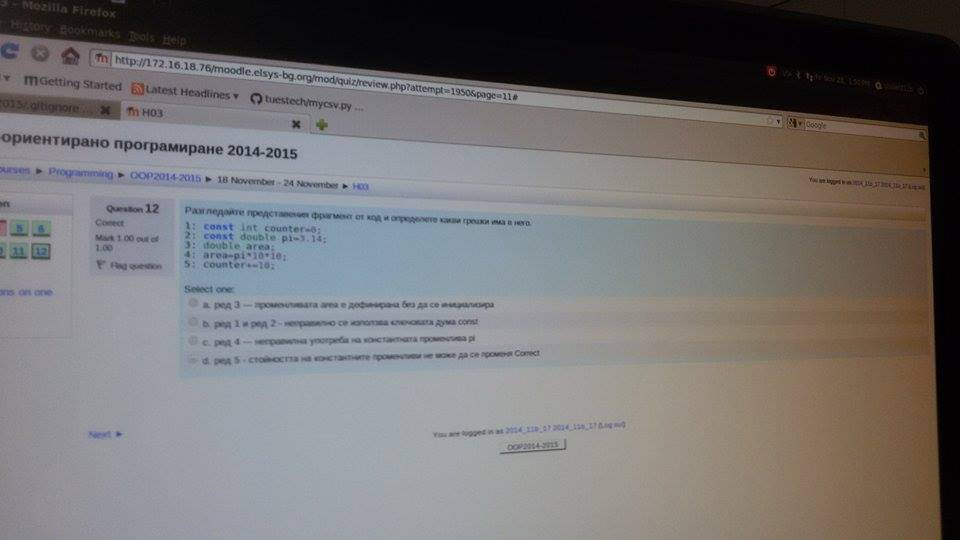 3 - Mozilla Firefox
History Bookmarks Tools Help
http://172.16.18.76/moodle.elsys-bg.org/mod/quiz/review.php?attempt=1950&page=11#
Google
Getting Started Latest Headlines tuestech/mycsv.py ...
2015/.gitignore ... H03
ориентирано програмиране 2014-2015
You are logged in as 2014_11b_17 2014_11b_17 (Log out)
ourses ► Programming ► OOP2014-2015 ► 18 November - 24 November ► H03
on
5 6
11 12
ons on one
Question 12
Correct
Mark 1.00 out of
1.00
Flag question
Разгледайте представения фрагмент от код и определете какви грешки има в него.
1: const int counter=0;
2: const double pi=3.14;
3: double area;
4: area=pi*10*10;
5: counter+=10;
Select one:
a. ред 3 — променливата area е дефинирана без да се инициализира
b. ред 1 и ред 2 - неправилно се използва ключовата дума const
c. ред 4 — неправилна употреба на константната променлива pi
d. ред 5 - стойността на константните променливи не може да се променя Correct
Next ►
You are logged in as 2014_11b_17 2014_11b_17 (Log out)
OOP2014-2015